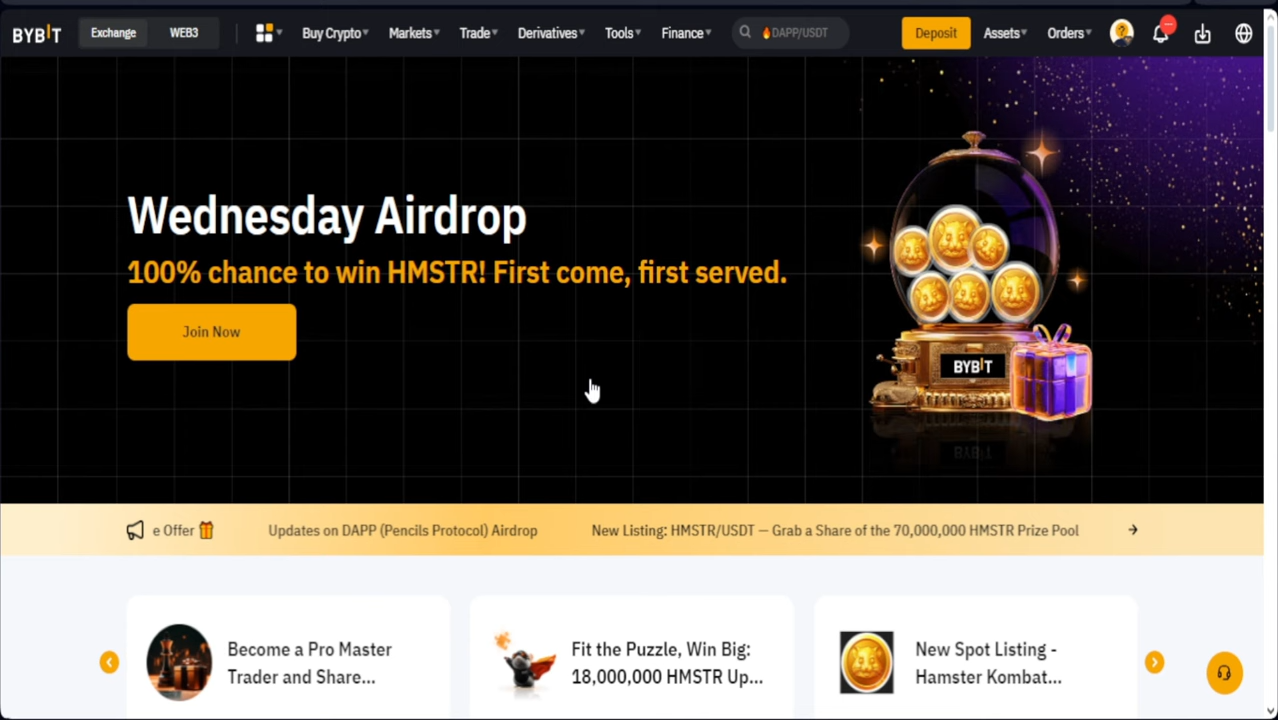 BYBIT
Exchange
WEB3
Buy Crypto
Markets
Trade
Derivatives
Tools
Finance
DAPP/USDT
Deposit
Assets
Orders
Wednesday Airdrop
100% chance to win HMSTR! First come, first served.
Join Now
BYBIT
e Offer
Updates on DAPP (Pencils Protocol) Airdrop
New Listing: HMSTR/USDT — Grab a Share of the 70,000,000 HMSTR Prize Pool
Become a Pro Master
Trader and Share...
Fit the Puzzle, Win Big:
18,000,000 HMSTR Up...
New Spot Listing -
Hamster Kombat...